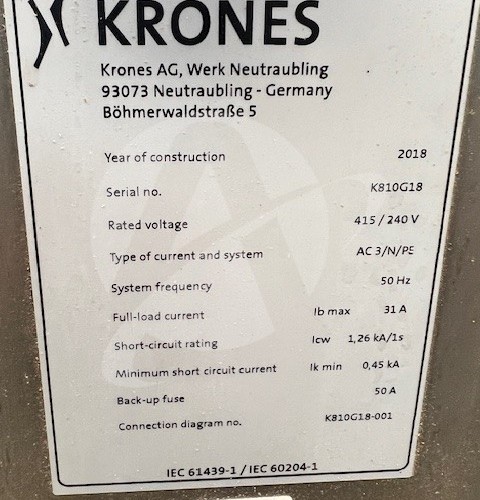 KRONES
Krones AG, Werk Neutraubling
93073 Neutraubling - Germany
Böhmerwaldstraße 5
Year of construction 2018
Serial no. K810G18
Rated voltage 415 / 240 V
Type of current and system AC 3/N/PE
System frequency 50 Hz
Full-load current Ib max 31 A
Short-circuit rating Icw 1,26 kA/1s
Minimum short circuit current Ik min 0,45 kA
Back-up fuse 50 A
Connection diagram no. K810G18-001
IEC 61439-1 / IEC 60204-1